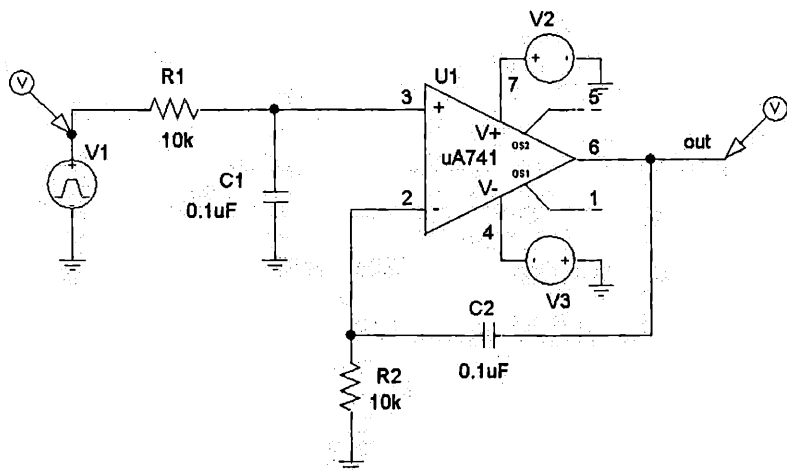 V2
R1
U1
7
5
V
3
+
V
10k
V+
OS2
6
out
V1
uA741
C1
2
-
V-
OS1
1
0.1uF
4
V3
C2
R2
0.1uF
10k